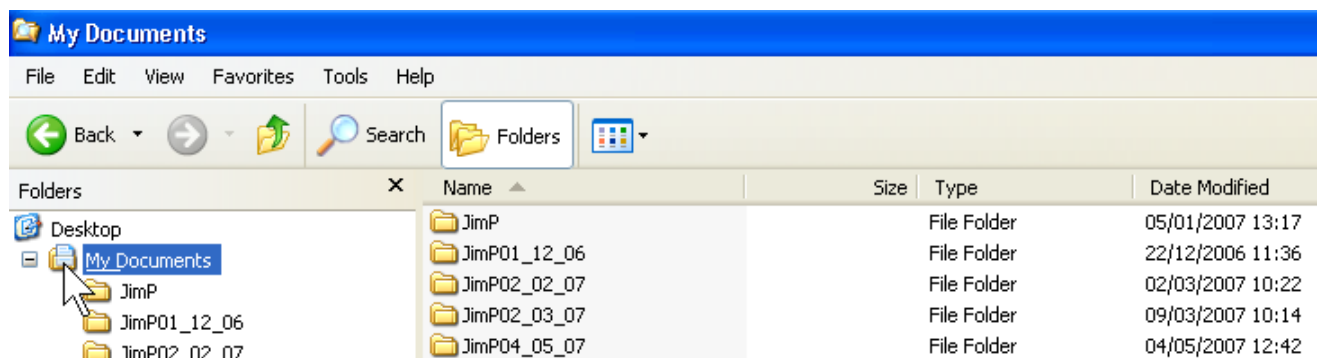 My Documents
File Edit View Favorites Tools Help
Back Search Folders
Folders X Name Size Type Date Modified
Desktop
My Documents
JimP
JimP01_12_06
JimP02_02_07
JimP File Folder 05/01/2007 13:17
JimP01_12_06 File Folder 22/12/2006 11:36
JimP02_02_07 File Folder 02/03/2007 10:22
JimP02_03_07 File Folder 09/03/2007 10:14
JimP04_05_07 File Folder 04/05/2007 12:42